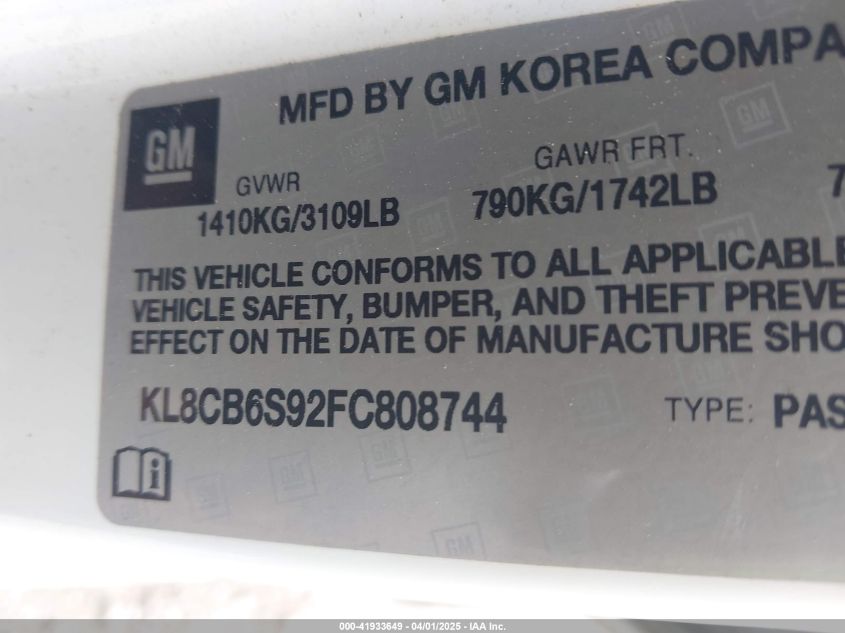 MFD BY GM KOREA COMPA
GM
GVWR
1410KG/3109LB
GAWR FRT.
790KG/1742LB
7
THIS VEHICLE CONFORMS TO ALL APPLICABLE
VEHICLE SAFETY, BUMPER, AND THEFT PREVE
EFFECT ON THE DATE OF MANUFACTURE SHO
KL8CB6S92FC808744
TYPE: PAS
000-41933649 - 04/01/2025 - IAA Inc.